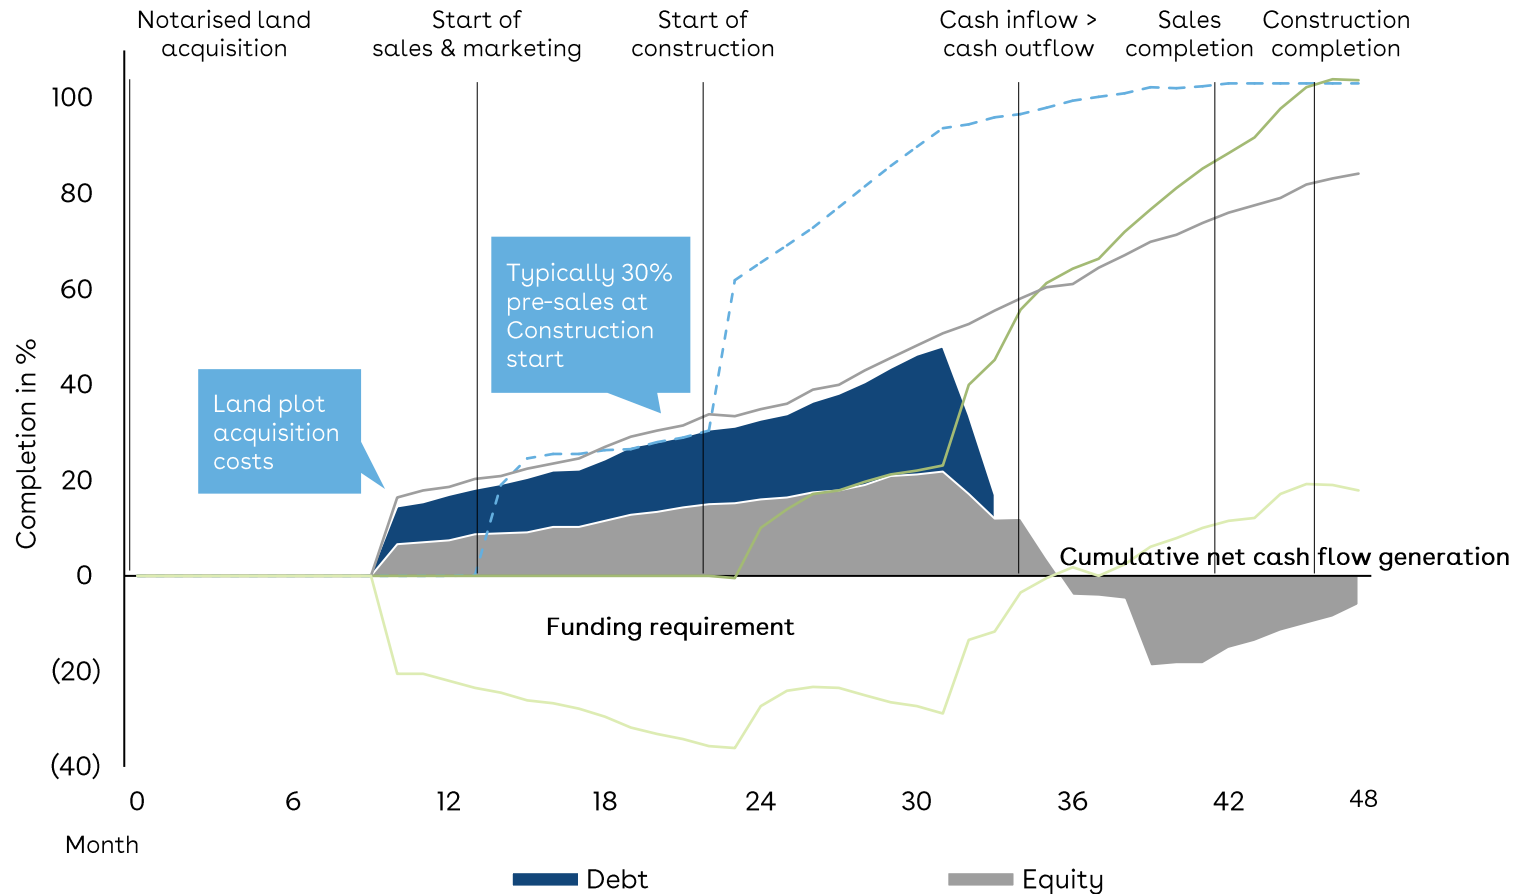 Notarised land
acquisition
Start of
sales & marketing
Start of
construction
Cash inflow >
cash outflow
Sales
completion
Construction
completion
Completion in %
100
80
60
40
20
0
(20)
(40)
Typically 30%
pre-sales at
Construction
start
Land plot
acquisition
costs
Cumulative net cash flow generation
Funding requirement
0 6 12 18 24 30 36 42 48
Month
Debt Equity